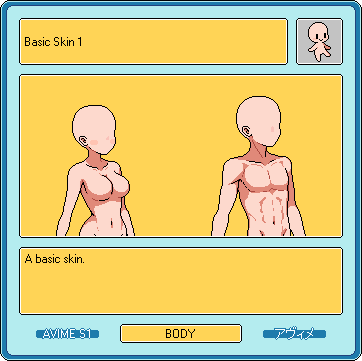 Basic Skin 1
A basic skin.
AVIME S1
BODY
アヴィメ